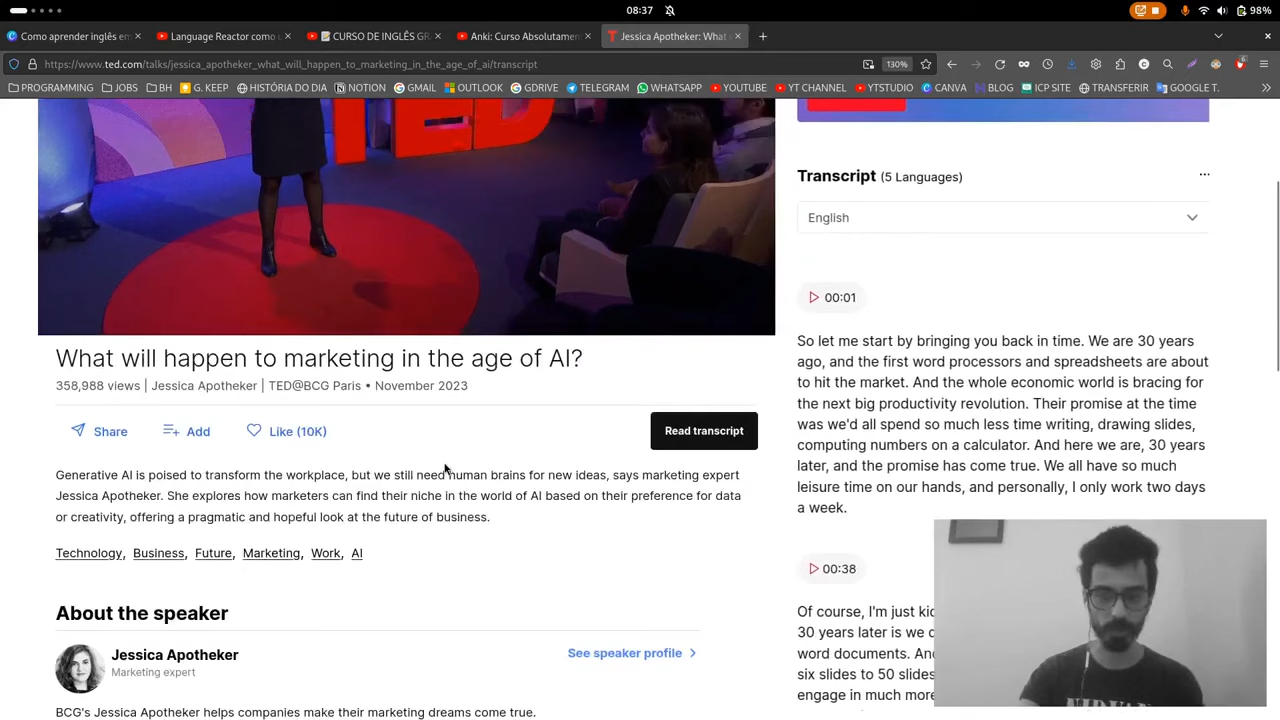 08:37
98%
Como aprender inglês em
Language Reactor como u
CURSO DE INGLÊS GRA
Anki: Curso Absolutament
Jessica Apotheker: What w
https://www.ted.com/talks/jessica_apotheker_what_will_happen_to_marketing_in_the_age_of_ai/transcript
130%
PROGRAMMING JOBS BH G. KEEP HISTÓRIA DO DIA NOTION GMAIL OUTLOOK GDRIVE TELEGRAM WHATSAPP YOUTUBE YT CHANNEL YTSTUDIO CANVA BLOG ICP SITE TRANSFERIR GOOGLE T.
TED
What will happen to marketing in the age of AI?
358,988 views | Jessica Apotheker | TED@BCG Paris • November 2023
Share Add Like (10K) Read transcript
Generative AI is poised to transform the workplace, but we still need human brains for new ideas, says marketing expert
Jessica Apotheker. She explores how marketers can find their niche in the world of AI based on their preference for data
or creativity, offering a pragmatic and hopeful look at the future of business.
Technology, Business, Future, Marketing, Work, AI
About the speaker
Jessica Apotheker
Marketing expert
See speaker profile
BCG's Jessica Apotheker helps companies make their marketing dreams come true.
Transcript (5 Languages)
English
00:01
So let me start by bringing you back in time. We are 30 years
ago, and the first word processors and spreadsheets are about
to hit the market. And the whole economic world is bracing for
the next big productivity revolution. Their promise at the time
was we'd all spend so much less time writing, drawing slides,
computing numbers on a calculator. And here we are, 30 years
later, and the promise has come true. We all have so much
leisure time on our hands, and personally, I only work two days
a week.
00:38
Of course, I'm just kid
30 years later is we d
word documents. And
six slides to 50 slides
engage in much more
NIRVANA